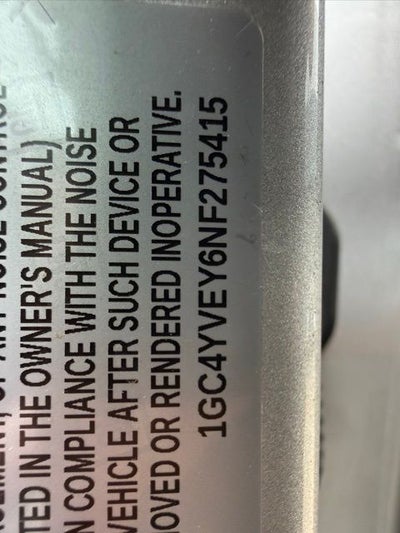 TED IN THE OWNER'S MANUAL)
N COMPLIANCE WITH THE NOISE
VEHICLE AFTER SUCH DEVICE OR
OVED OR RENDERED INOPERATIVE.
1GC4YVEY6NF275415